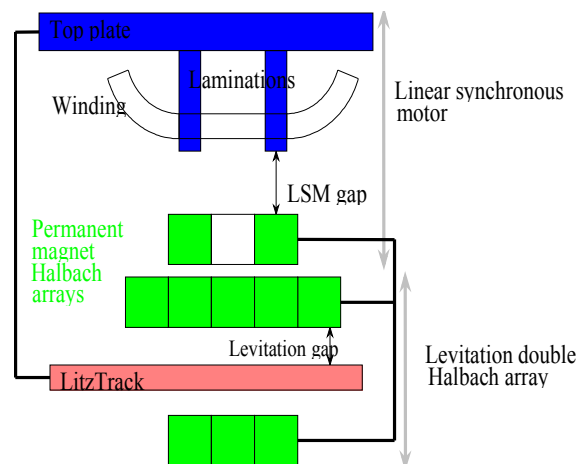 Top plate
Laminations
Winding
Linear synchronous
motor
LSM gap
Permanent
magnet
Halbach
arrays
Levitation gap
Levitation double
Halbach array
LitzTrack